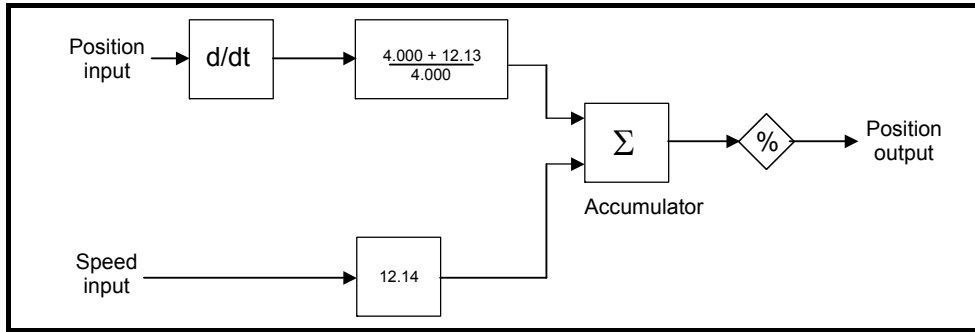 Position
input
d/dt
4.000 + 12.13
4.000
Σ
Accumulator
%
Position
output
Speed
input
12.14